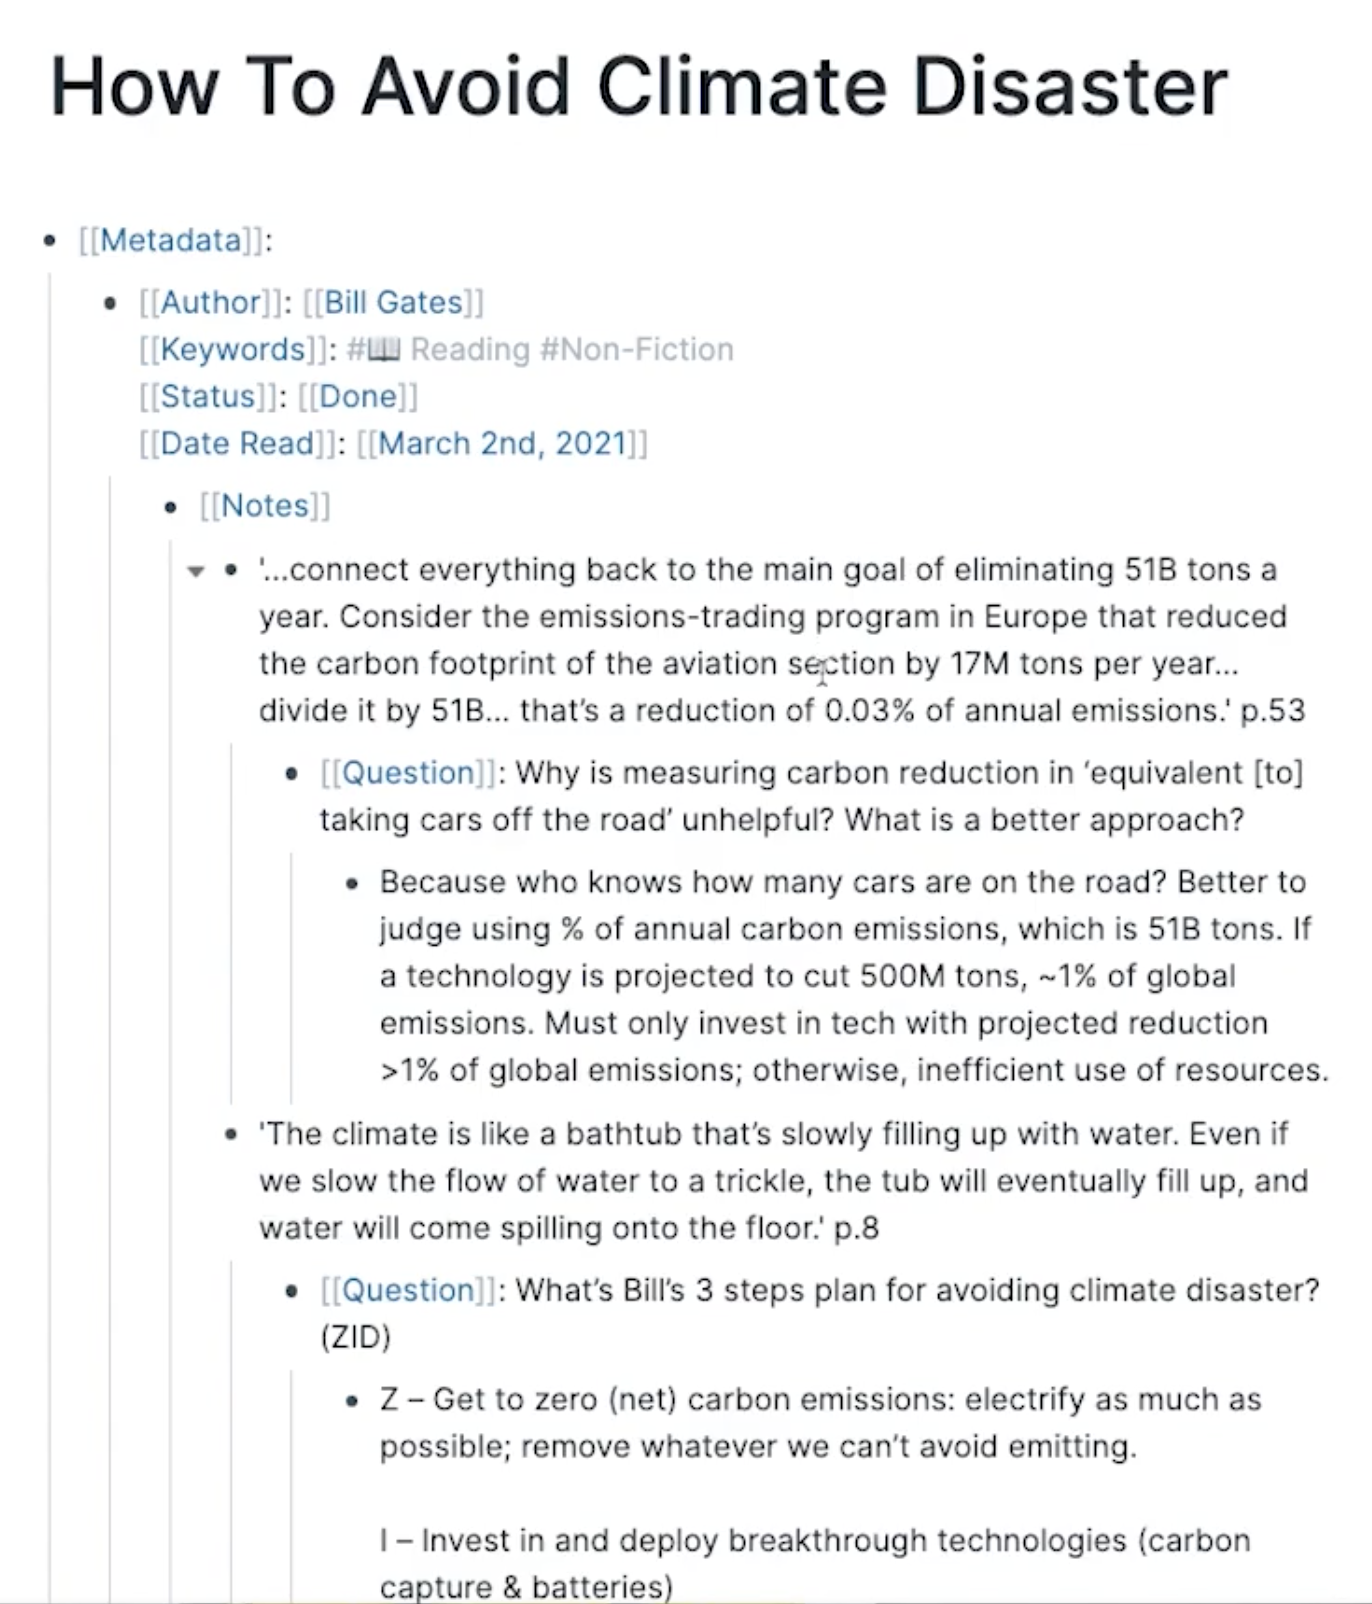 How To Avoid Climate Disaster
[[Metadata]]:
[[Author]]: [[Bill Gates]]
[[Keywords]]: #📖 Reading #Non-Fiction
[[Status]]: [[Done]]
[[Date Read]]: [[March 2nd, 2021]]
[[Notes]]
'...connect everything back to the main goal of eliminating 51B tons a
year. Consider the emissions-trading program in Europe that reduced
the carbon footprint of the aviation section by 17M tons per year...
divide it by 51B... that's a reduction of 0.03% of annual emissions.' p.53
[[Question]]: Why is measuring carbon reduction in ‘equivalent [to]
taking cars off the road’ unhelpful? What is a better approach?
Because who knows how many cars are on the road? Better to
judge using % of annual carbon emissions, which is 51B tons. If
a technology is projected to cut 500M tons, ~1% of global
emissions. Must only invest in tech with projected reduction
>1% of global emissions; otherwise, inefficient use of resources.
'The climate is like a bathtub that’s slowly filling up with water. Even if
we slow the flow of water to a trickle, the tub will eventually fill up, and
water will come spilling onto the floor.' p.8
[[Question]]: What’s Bill’s 3 steps plan for avoiding climate disaster?
(ZID)
Z – Get to zero (net) carbon emissions: electrify as much as
possible; remove whatever we can’t avoid emitting.
I – Invest in and deploy breakthrough technologies (carbon
capture & batteries)